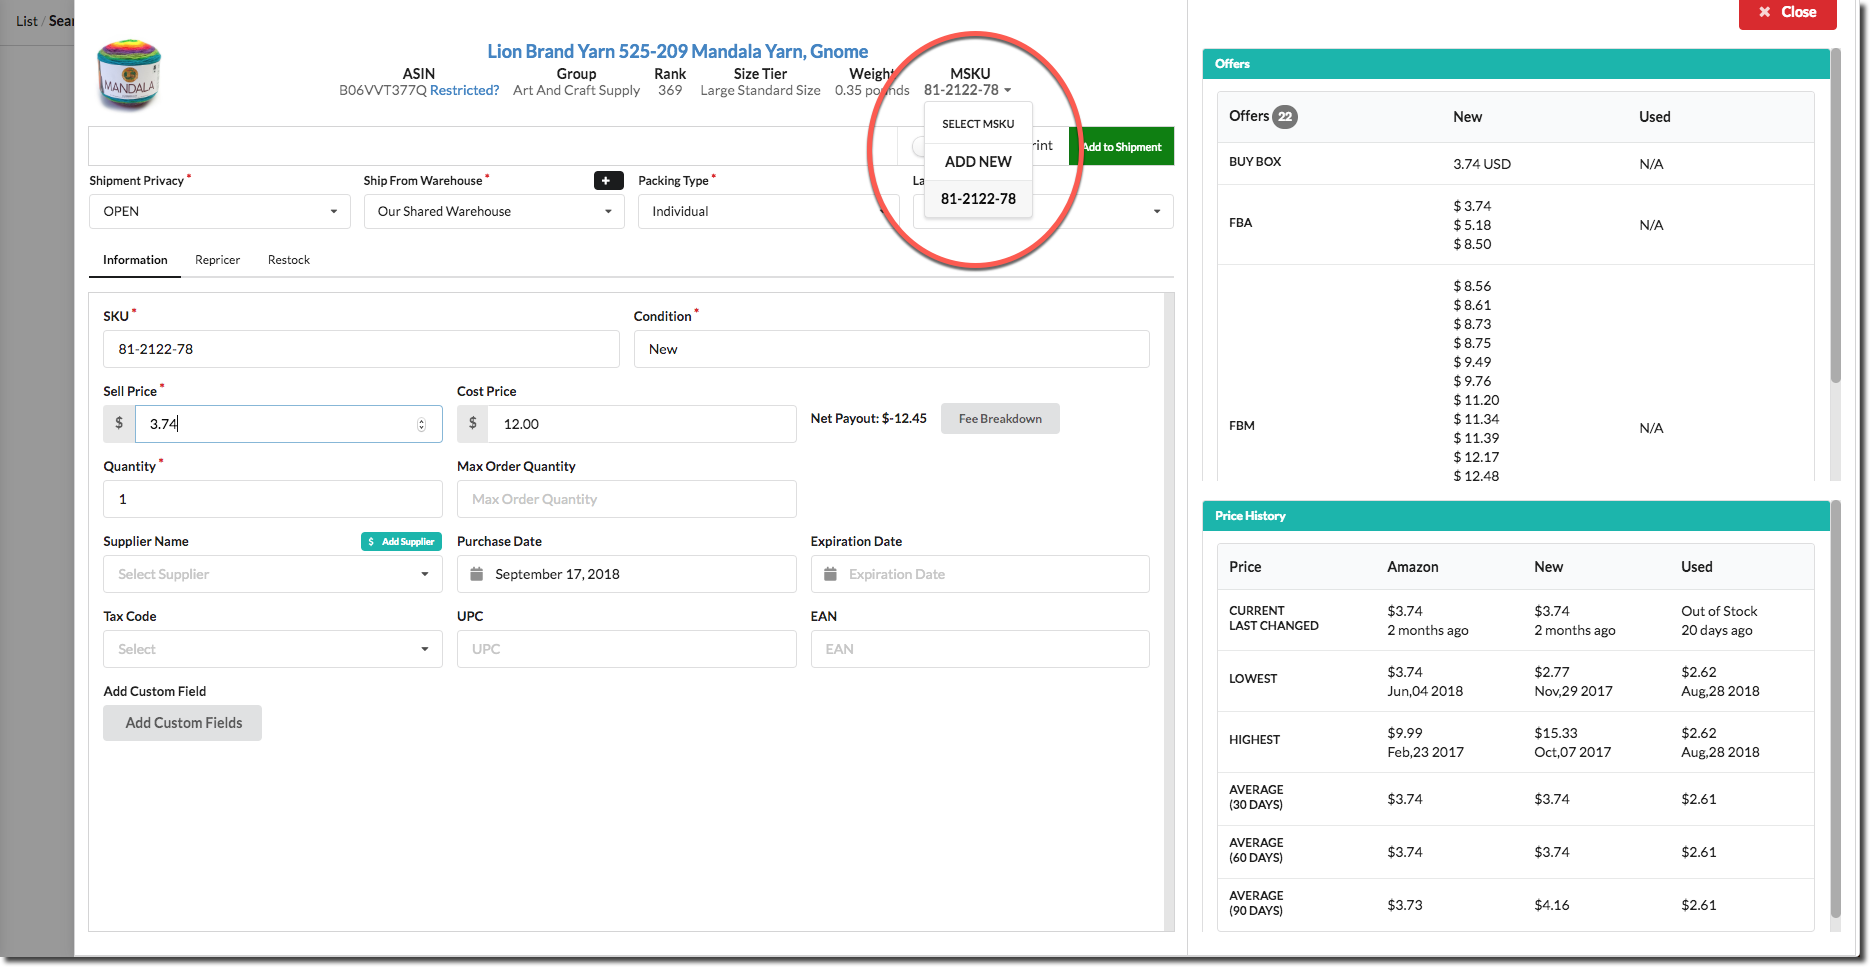 List / Sear
Close
LION BRAND
MANDALA
Lion Brand Yarn 525-209 Mandala Yarn, Gnome
ASIN Group Rank Size Tier Weight MSKU
B06VVT377Q Restricted? Art And Craft Supply 369 Large Standard Size 0.35 pounds 81-2122-78
SELECT MSKU
ADD NEW
81-2122-78
rint
Add to Shipment
Shipment Privacy * Ship From Warehouse * + Packing Type * La
OPEN Our Shared Warehouse Individual
Information Repricer Restock
SKU * Condition *
81-2122-78 New
Sell Price * Cost Price
$ 3.74 $ 12.00 Net Payout: $-12.45 Fee Breakdown
Quantity * Max Order Quantity
1 Max Order Quantity
Supplier Name $ Add Supplier Purchase Date Expiration Date
Select Supplier September 17, 2018 Expiration Date
Tax Code UPC EAN
Select UPC EAN
Add Custom Field
Add Custom Fields
Offers
Offers 22 New Used
BUY BOX 3.74 USD N/A
$ 3.74
FBA $ 5.18 N/A
$ 8.50
$ 8.56
$ 8.61
$ 8.73
$ 8.75
$ 9.49
$ 9.76
$ 11.20
$ 11.34
FBM N/A
$ 11.39
$ 12.17
$ 12.48
Price History
Price Amazon New Used
CURRENT $3.74 $3.74 Out of Stock
LAST CHANGED 2 months ago 2 months ago 20 days ago
LOWEST $3.74 $2.77 $2.62
Jun,04 2018 Nov,29 2017 Aug,28 2018
HIGHEST $9.99 $15.33 $2.62
Feb,23 2017 Oct,07 2017 Aug,28 2018
AVERAGE
(30 DAYS) $3.74 $3.74 $2.61
AVERAGE
(60 DAYS) $3.74 $3.74 $2.61
AVERAGE
(90 DAYS) $3.73 $4.16 $2.61